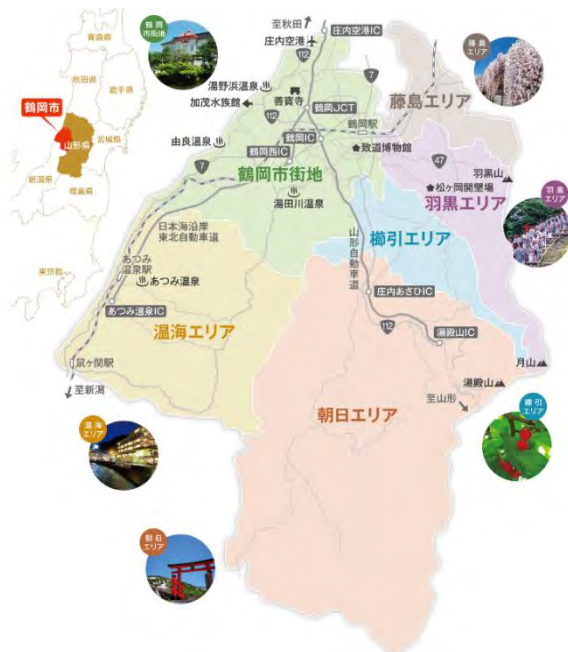 青森県
秋田県
岩手県
鶴岡市
山形県
宮城県
新潟県
福島県
東京都
鶴岡
市街地
至秋田
庄内空港
庄内空港IC
112
7
湯野浜温泉
善寳寺
加茂水族館
鶴岡JCT
藤島エリア
藤島
エリア
112
鶴岡駅
由良温泉
鶴岡IC
致道博物館
鶴岡西IC
47
7
羽黒山
鶴岡市街地
松ヶ岡開墾場
羽黒エリア
羽黒
エリア
湯田川温泉
櫛引エリア
日本海沿岸
東北自動車道
山形自動車道
あつみ
温泉駅
あつみ温泉
庄内あさひIC
あつみ温泉IC
112
温海エリア
湯殿山IC
鼠ヶ関駅
月山
湯殿山
至新潟
至山形
朝日エリア
櫛引
エリア
温海
エリア
朝日
エリア